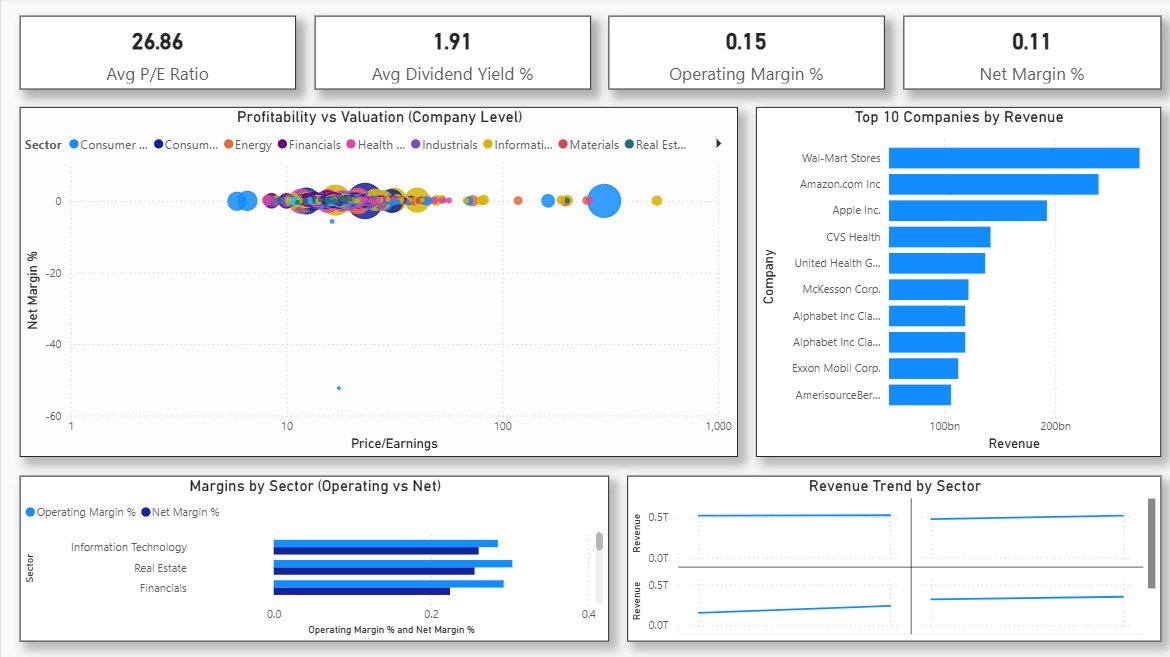 26.86
Avg P/E Ratio
1.91
Avg Dividend Yield %
0.15
Operating Margin %
0.11
Net Margin %
Profitability vs Valuation (Company Level)
Sector Consumer ... Consum... Energy Financials Health ... Industrials Informati... Materials Real Est...
Net Margin %
0
-20
-40
-60
1 10 100 1,000
Price/Earnings
Top 10 Companies by Revenue
Company
Wal-Mart Stores
Amazon.com Inc
Apple Inc.
CVS Health
United Health G...
McKesson Corp.
Alphabet Inc Cla...
Alphabet Inc Cla...
Exxon Mobil Corp.
AmerisourceBer...
100bn 200bn
Revenue
Margins by Sector (Operating vs Net)
Operating Margin % Net Margin %
Sector
Information Technology
Real Estate
Financials
0.0 0.2 0.4
Operating Margin % and Net Margin %
Revenue Trend by Sector
Revenue
0.5T
0.0T
Revenue
0.5T
0.0T